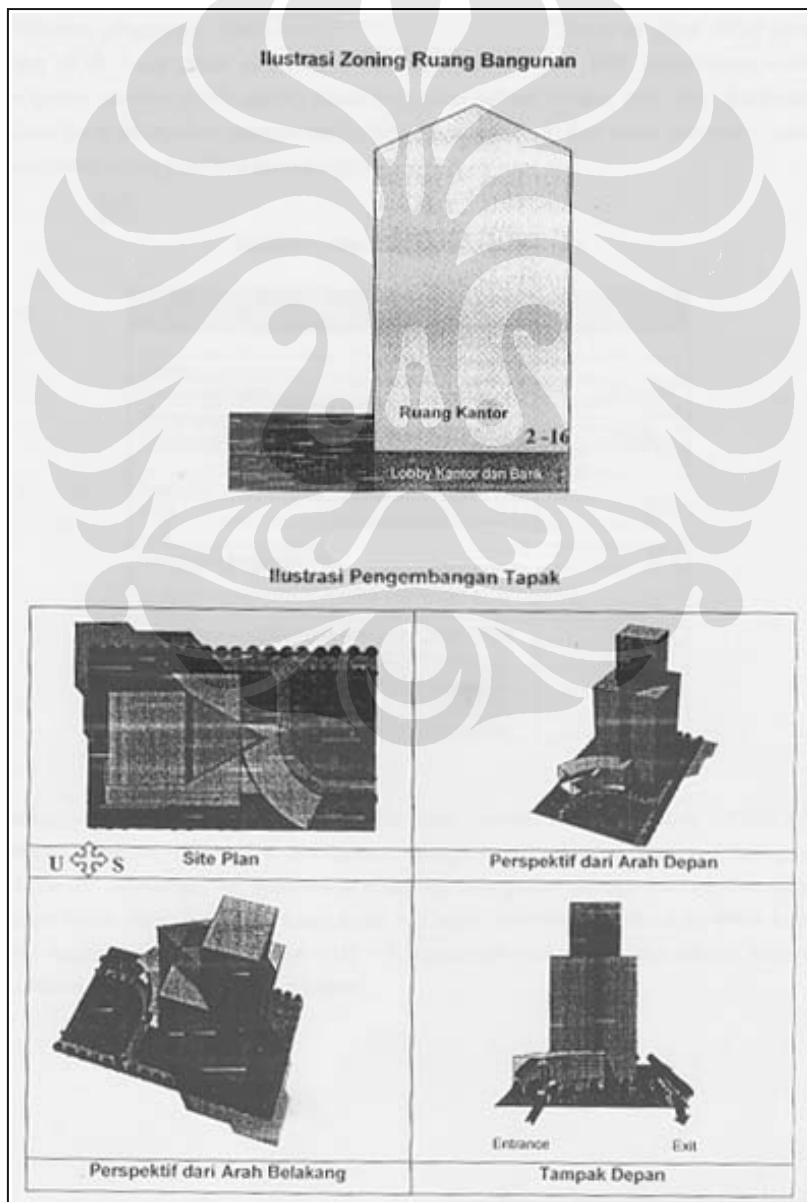 Ilustrasi Zoning Ruang Bangunan
Ruang Kantor
2 -16
Lobby Kantor dan Bank
Ilustrasi Pengembangan Tapak
U S
Site Plan
Perspektif dari Arah Depan
Entrance
Exit
Perspektif dari Arah Belakang
Tampak Depan